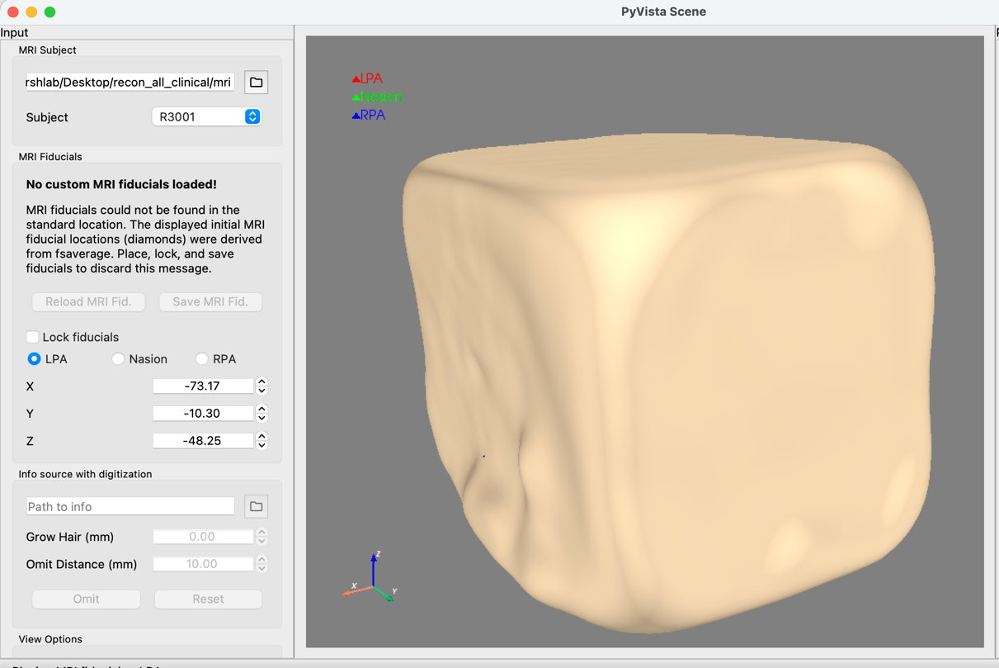 PyVista Scene
Input
MRI Subject
rshlab/Desktop/recon_all_clinical/mri
Subject
R3001
MRI Fiducials
No custom MRI fiducials loaded!
MRI fiducials could not be found in the
standard location. The displayed initial MRI
fiducial locations (diamonds) were derived
from fsaverage. Place, lock, and save
fiducials to discard this message.
Reload MRI Fid.
Save MRI Fid.
Lock fiducials
LPA
Nasion
RPA
X
-73.17
Y
-10.30
Z
-48.25
Info source with digitization
Path to info
Grow Hair (mm)
0.00
Omit Distance (mm)
10.00
Omit
Reset
View Options
LPA
Nasion
RPA
Z
X
Y